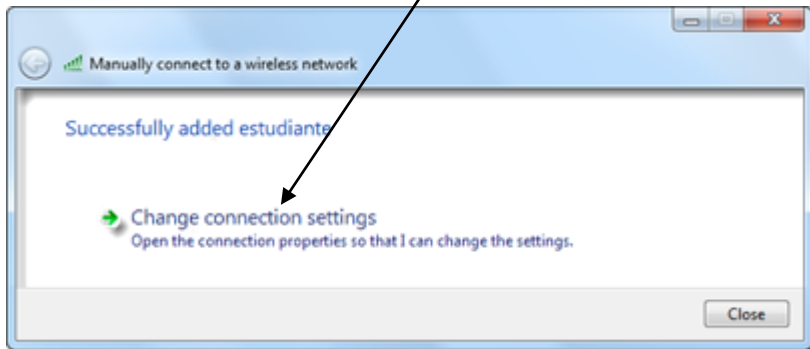 Manually connect to a wireless network
Successfully added estudiante
Change connection settings
Open the connection properties so that I can change the settings.
Close